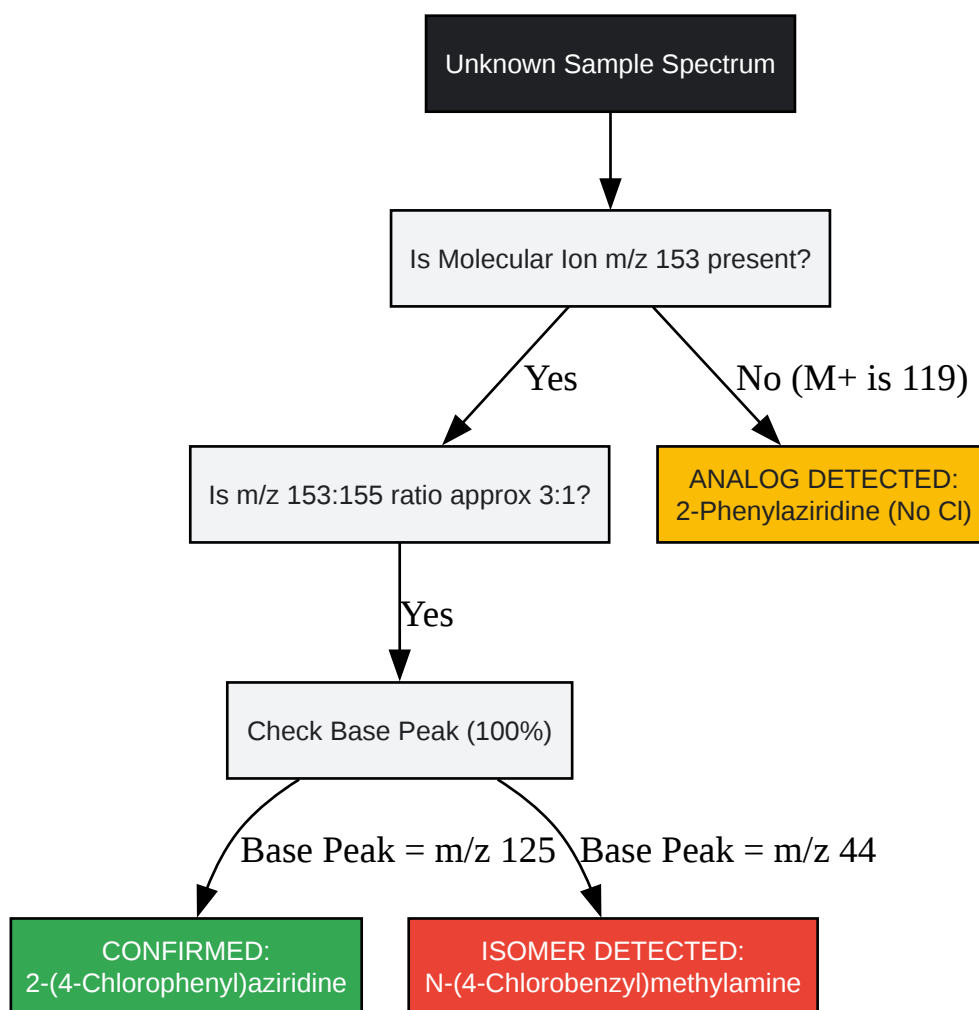 Unknown Sample Spectrum
Is Molecular Ion m/z 153 present?
Yes
No (M+ is 119)
Is m/z 153:155 ratio approx 3:1?
ANALOG DETECTED:
2-Phenylaziridine (No Cl)
Yes
Check Base Peak (100%)
Base Peak = m/z 125
Base Peak = m/z 44
CONFIRMED:
2-(4-Chlorophenyl)aziridine
ISOMER DETECTED:
N-(4-Chlorobenzyl)methylamine